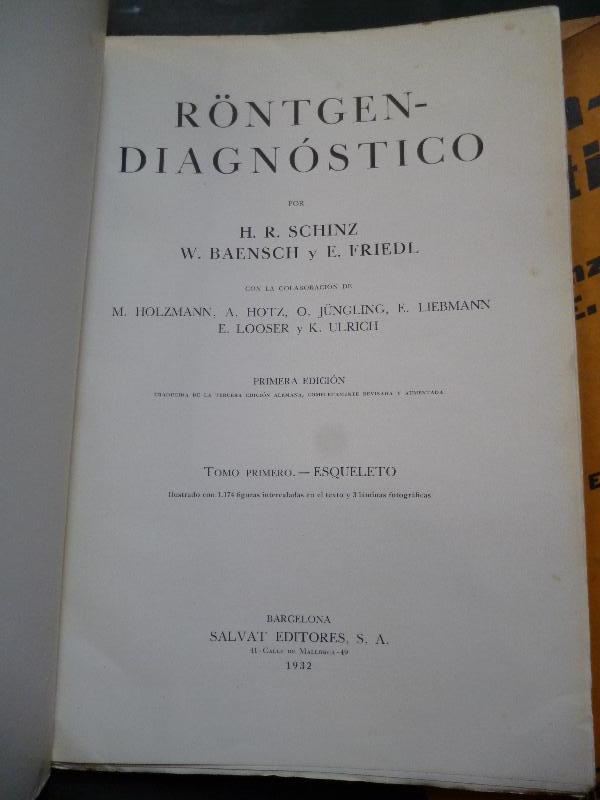 RÖNTGEN-
DIAGNÓSTICO
POR
H. R. SCHINZ
W. BAENSCH y E. FRIEDL
CON LA COLABORACIÓN DE
M. HOLZMANN, A. HOTZ, O. JÜNGLING, E. LIEBMANN
E. LOOSER y K. ULRICH
PRIMERA EDICIÓN
TRADUCIDA DE LA TERCERA EDICIÓN ALEMANA, COMPLETAMENTE REVISADA Y AUMENTADA
TOMO PRIMERO. — ESQUELETO
Ilustrado con 1.174 figuras intercaladas en el texto y 3 láminas fotográficas
BARCELONA
SALVAT EDITORES, S. A.
41-CALLE DE MALLORCA-49
1932